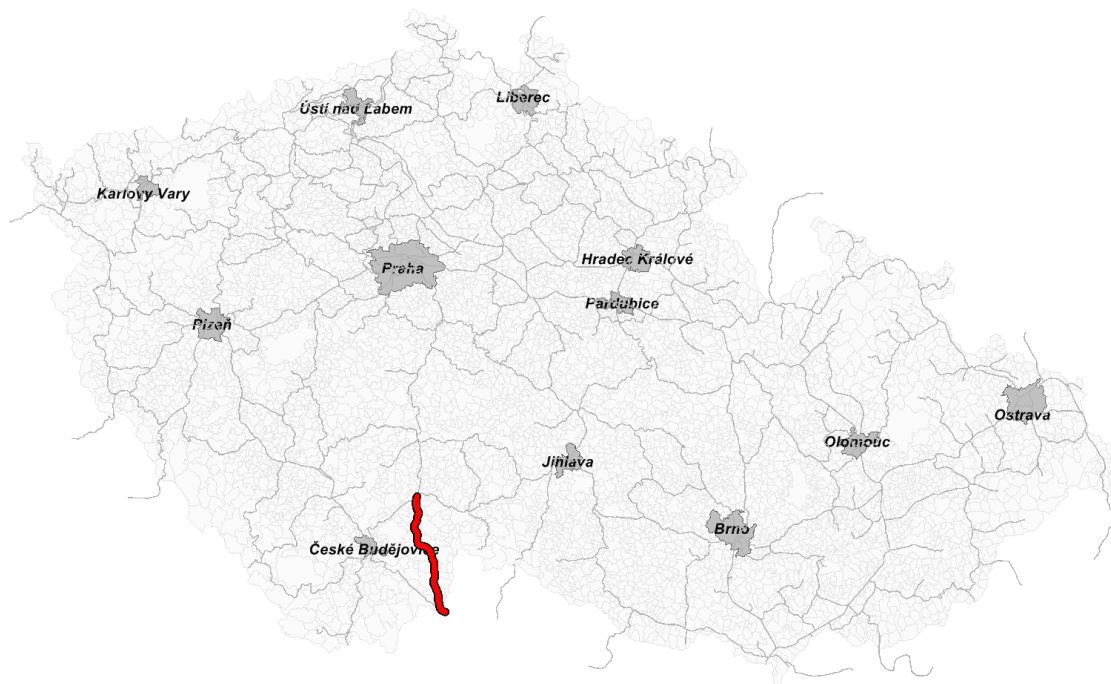 Ústí nad Labem
Liberec
Karlovy Vary
Praha
Hradec Králové
Pardubice
Plzeň
Ostrava
Olomouc
Jihlava
Brno
České Budějovice